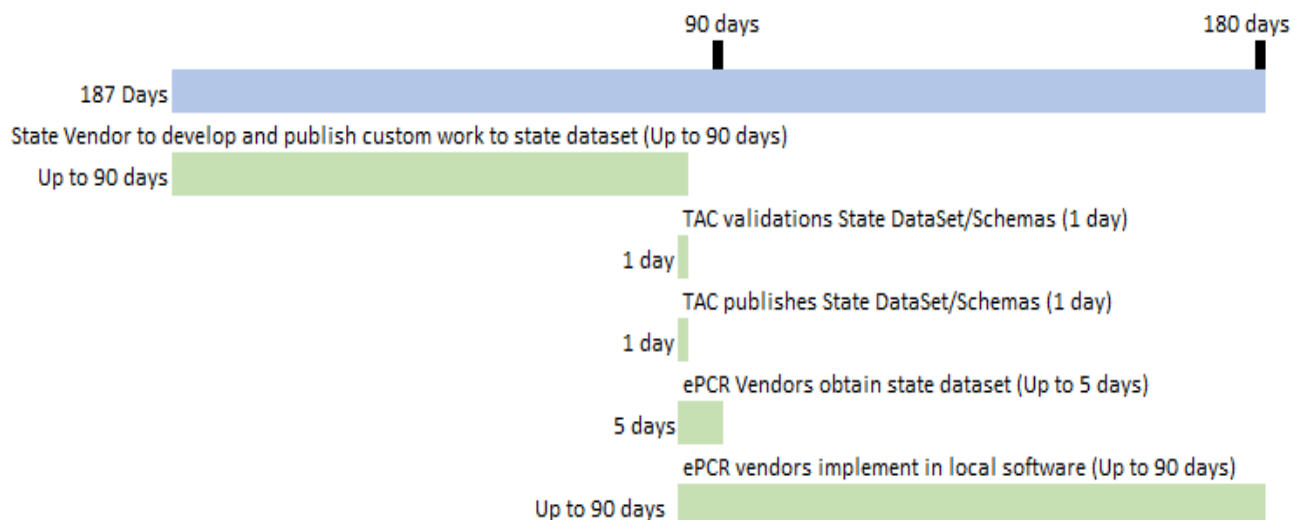 90 days
180 days
187 Days
State Vendor to develop and publish custom work to state dataset (Up to 90 days)
Up to 90 days
TAC validations State DataSet/Schemas (1 day)
1 day
TAC publishes State DataSet/Schemas (1 day)
1 day
ePCR Vendors obtain state dataset (Up to 5 days)
5 days
ePCR vendors implement in local software (Up to 90 days)
Up to 90 days